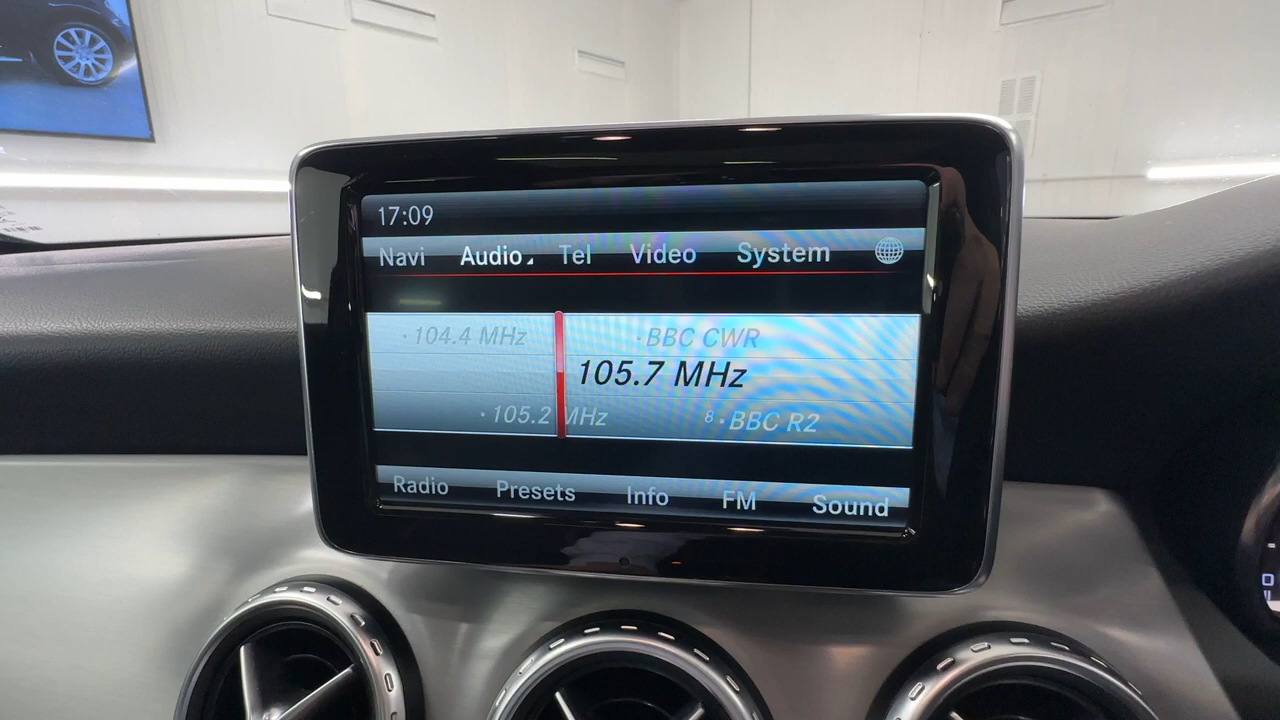 17:09
Navi Audio Tel Video System
· 104.4 MHz · BBC CWR
105.7 MHz
· 105.2 MHz 8 · BBC R2
Radio Presets Info FM Sound